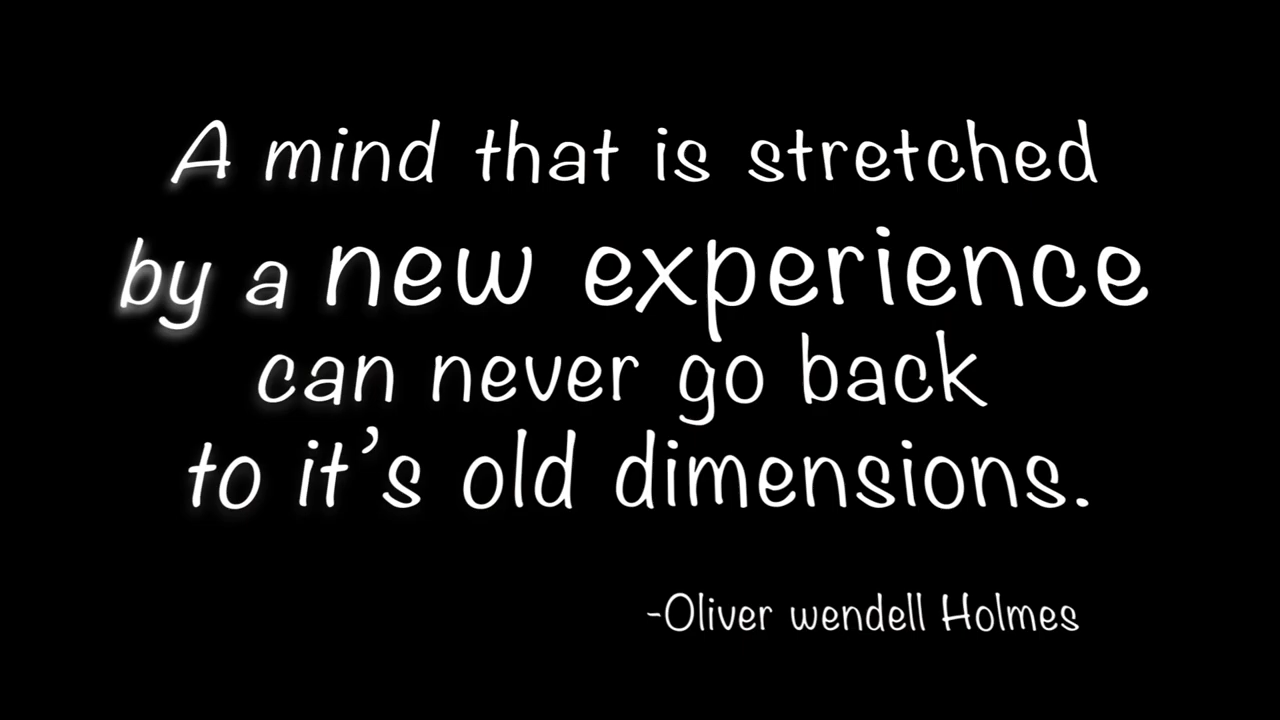 A mind that is stretched
by a new experience
can never go back
to it's old dimensions.
-Oliver wendell Holmes